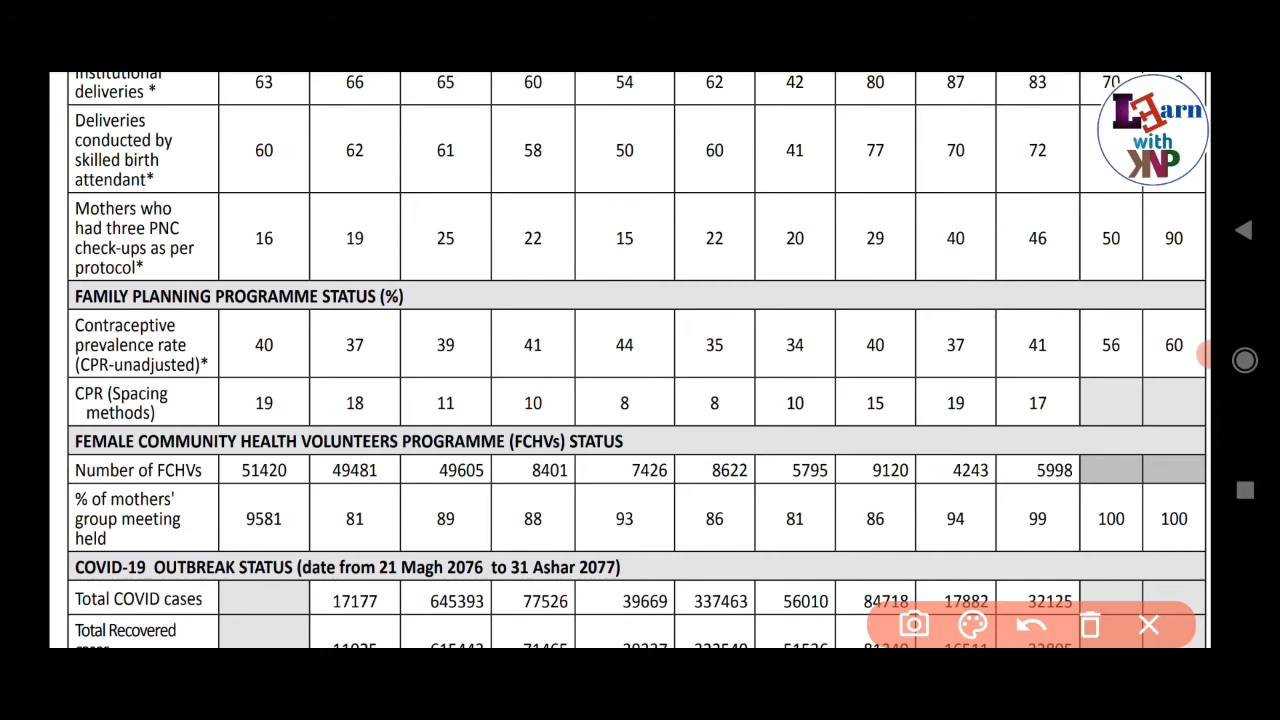 Institutional
deliveries * 63 66 65 60 54 62 42 80 87 83 70
Deliveries
conducted by
skilled birth
attendant* 60 62 61 58 50 60 41 77 70 72
Mothers who
had three PNC
check-ups as per
protocol* 16 19 25 22 15 22 20 29 40 46 50 90
FAMILY PLANNING PROGRAMME STATUS (%)
Contraceptive
prevalence rate
(CPR-unadjusted)* 40 37 39 41 44 35 34 40 37 41 56 60
CPR (Spacing
methods) 19 18 11 10 8 8 10 15 19 17
FEMALE COMMUNITY HEALTH VOLUNTEERS PROGRAMME (FCHVs) STATUS
Number of FCHVs 51420 49481 49605 8401 7426 8622 5795 9120 4243 5998
% of mothers'
group meeting
held 9581 81 89 88 93 86 81 86 94 99 100 100
COVID-19 OUTBREAK STATUS (date from 21 Magh 2076 to 31 Ashar 2077)
Total COVID cases 17177 645393 77526 39669 337463 56010 84718 17882 32125
Total Recovered
LEarn
with
KNP